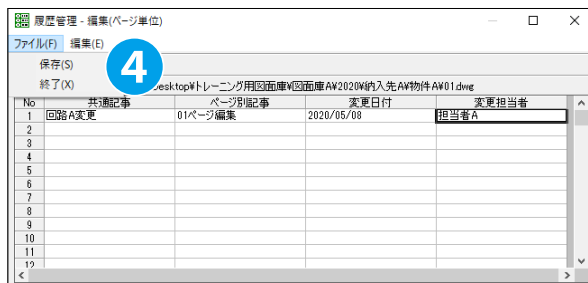 履歴管理 - 編集(ページ単位)
ファイル(F) 編集(E)
保存(S)
終了(X)
4
esktop¥トレーニング用図面庫¥図面庫A¥2020¥納入先A¥物件A¥01.dwg
No 共通記事 ページ別記事 変更日付 変更担当者
1 回路A変更 01ページ編集 2020/05/08 担当者A
2
3
4
5
6
7
8
9
10
11
12